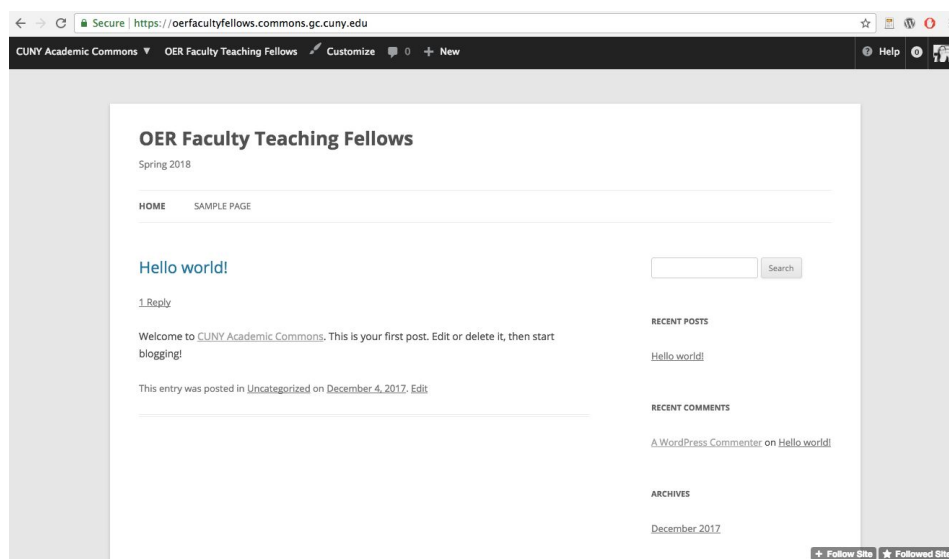 Secure | https://oerfacultyfellows.commons.gc.cuny.edu
CUNY Academic Commons ▼ OER Faculty Teaching Fellows Customize 0 + New Help 0
OER Faculty Teaching Fellows
Spring 2018
HOME SAMPLE PAGE
Hello world!
1 Reply
Welcome to CUNY Academic Commons. This is your first post. Edit or delete it, then start
blogging!
This entry was posted in Uncategorized on December 4, 2017. Edit
Search
RECENT POSTS
Hello world!
RECENT COMMENTS
A WordPress Commenter on Hello world!
ARCHIVES
December 2017
+ Follow Site ★ Followed Site